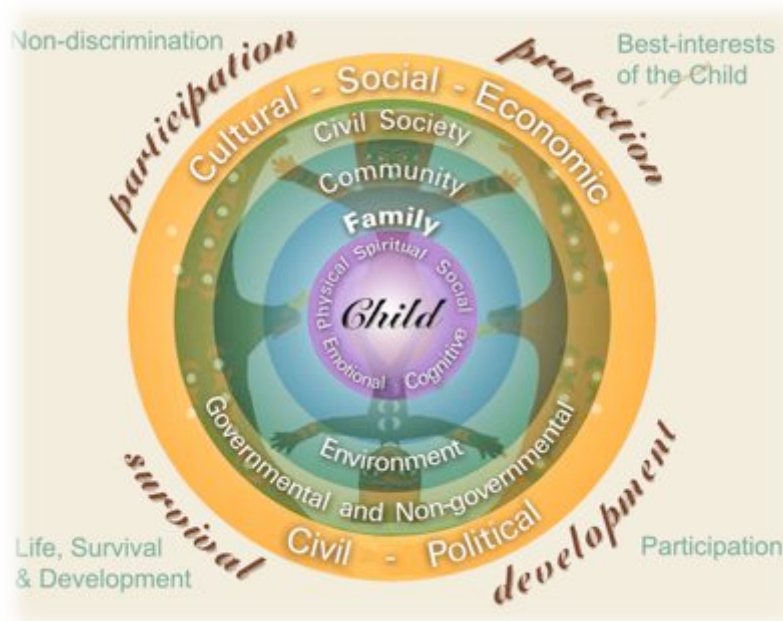 Non-discrimination
Best-interests
of the Child
participation
protection
Cultural - Social - Economic
Civil Society
Community
Family
Physical Spiritual Social
Child
Emotional Cognitive
Environment
Governmental and Non-governmental
Civil - Political
survival
development
Life, Survival
& Development
Participation